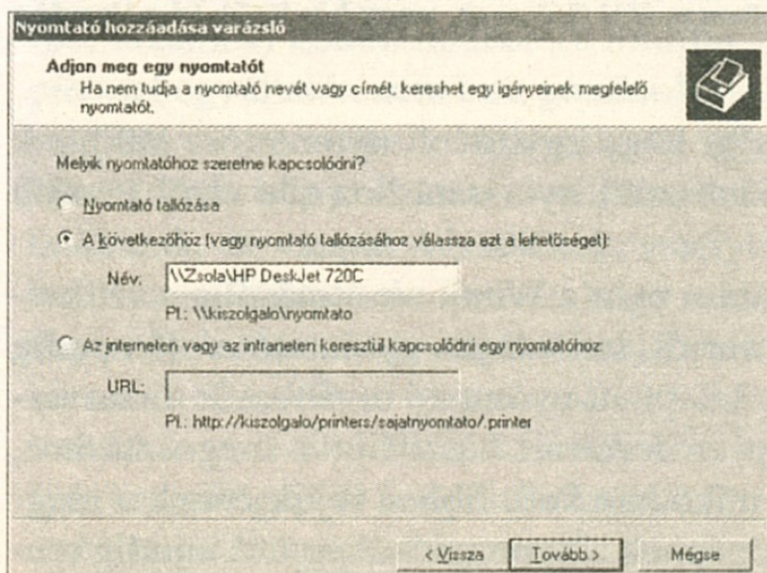 Nyomtató hozzáadása varázsló
Adjon meg egy nyomtatót
Ha nem tudja a nyomtató nevét vagy címét, kereshet egy igényeinek megfelelő
nyomtatót.
Melyik nyomtatóhoz szeretne kapcsolódni?
Nyomtató tallózása
A következőhöz (vagy nyomtató tallózásához válassza ezt a lehetőséget):
Név: \\Zsola\HP DeskJet 720C
Pl.: \\kiszolgalo\nyomtato
Az interneten vagy az intraneten keresztül kapcsolódni egy nyomtatóhoz:
URL:
Pl.: http://kiszolgalo/printers/sajatnyomtato/.printer
< Vissza Tovább > Mégse